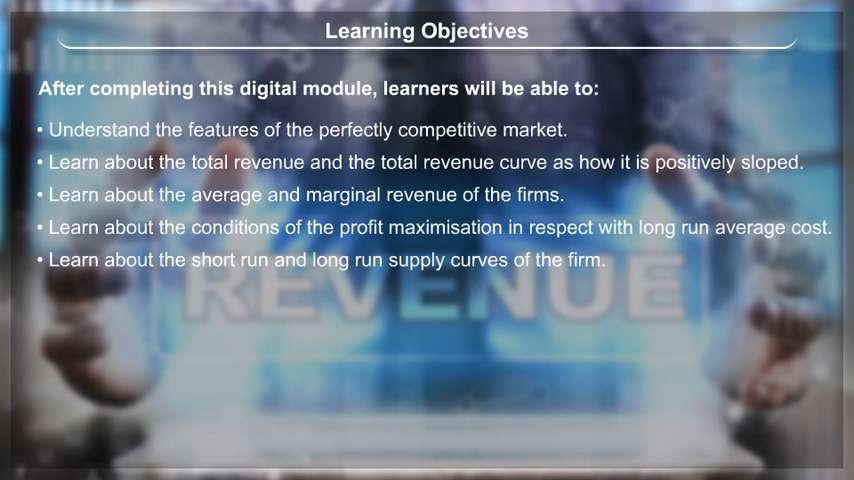 Learning Objectives
After completing this digital module, learners will be able to:
• Understand the features of the perfectly competitive market.
• Learn about the total revenue and the total revenue curve as how it is positively sloped.
• Learn about the average and marginal revenue of the firms.
• Learn about the conditions of the profit maximisation in respect with long run average cost.
• Learn about the short run and long run supply curves of the firm.
REVENUE